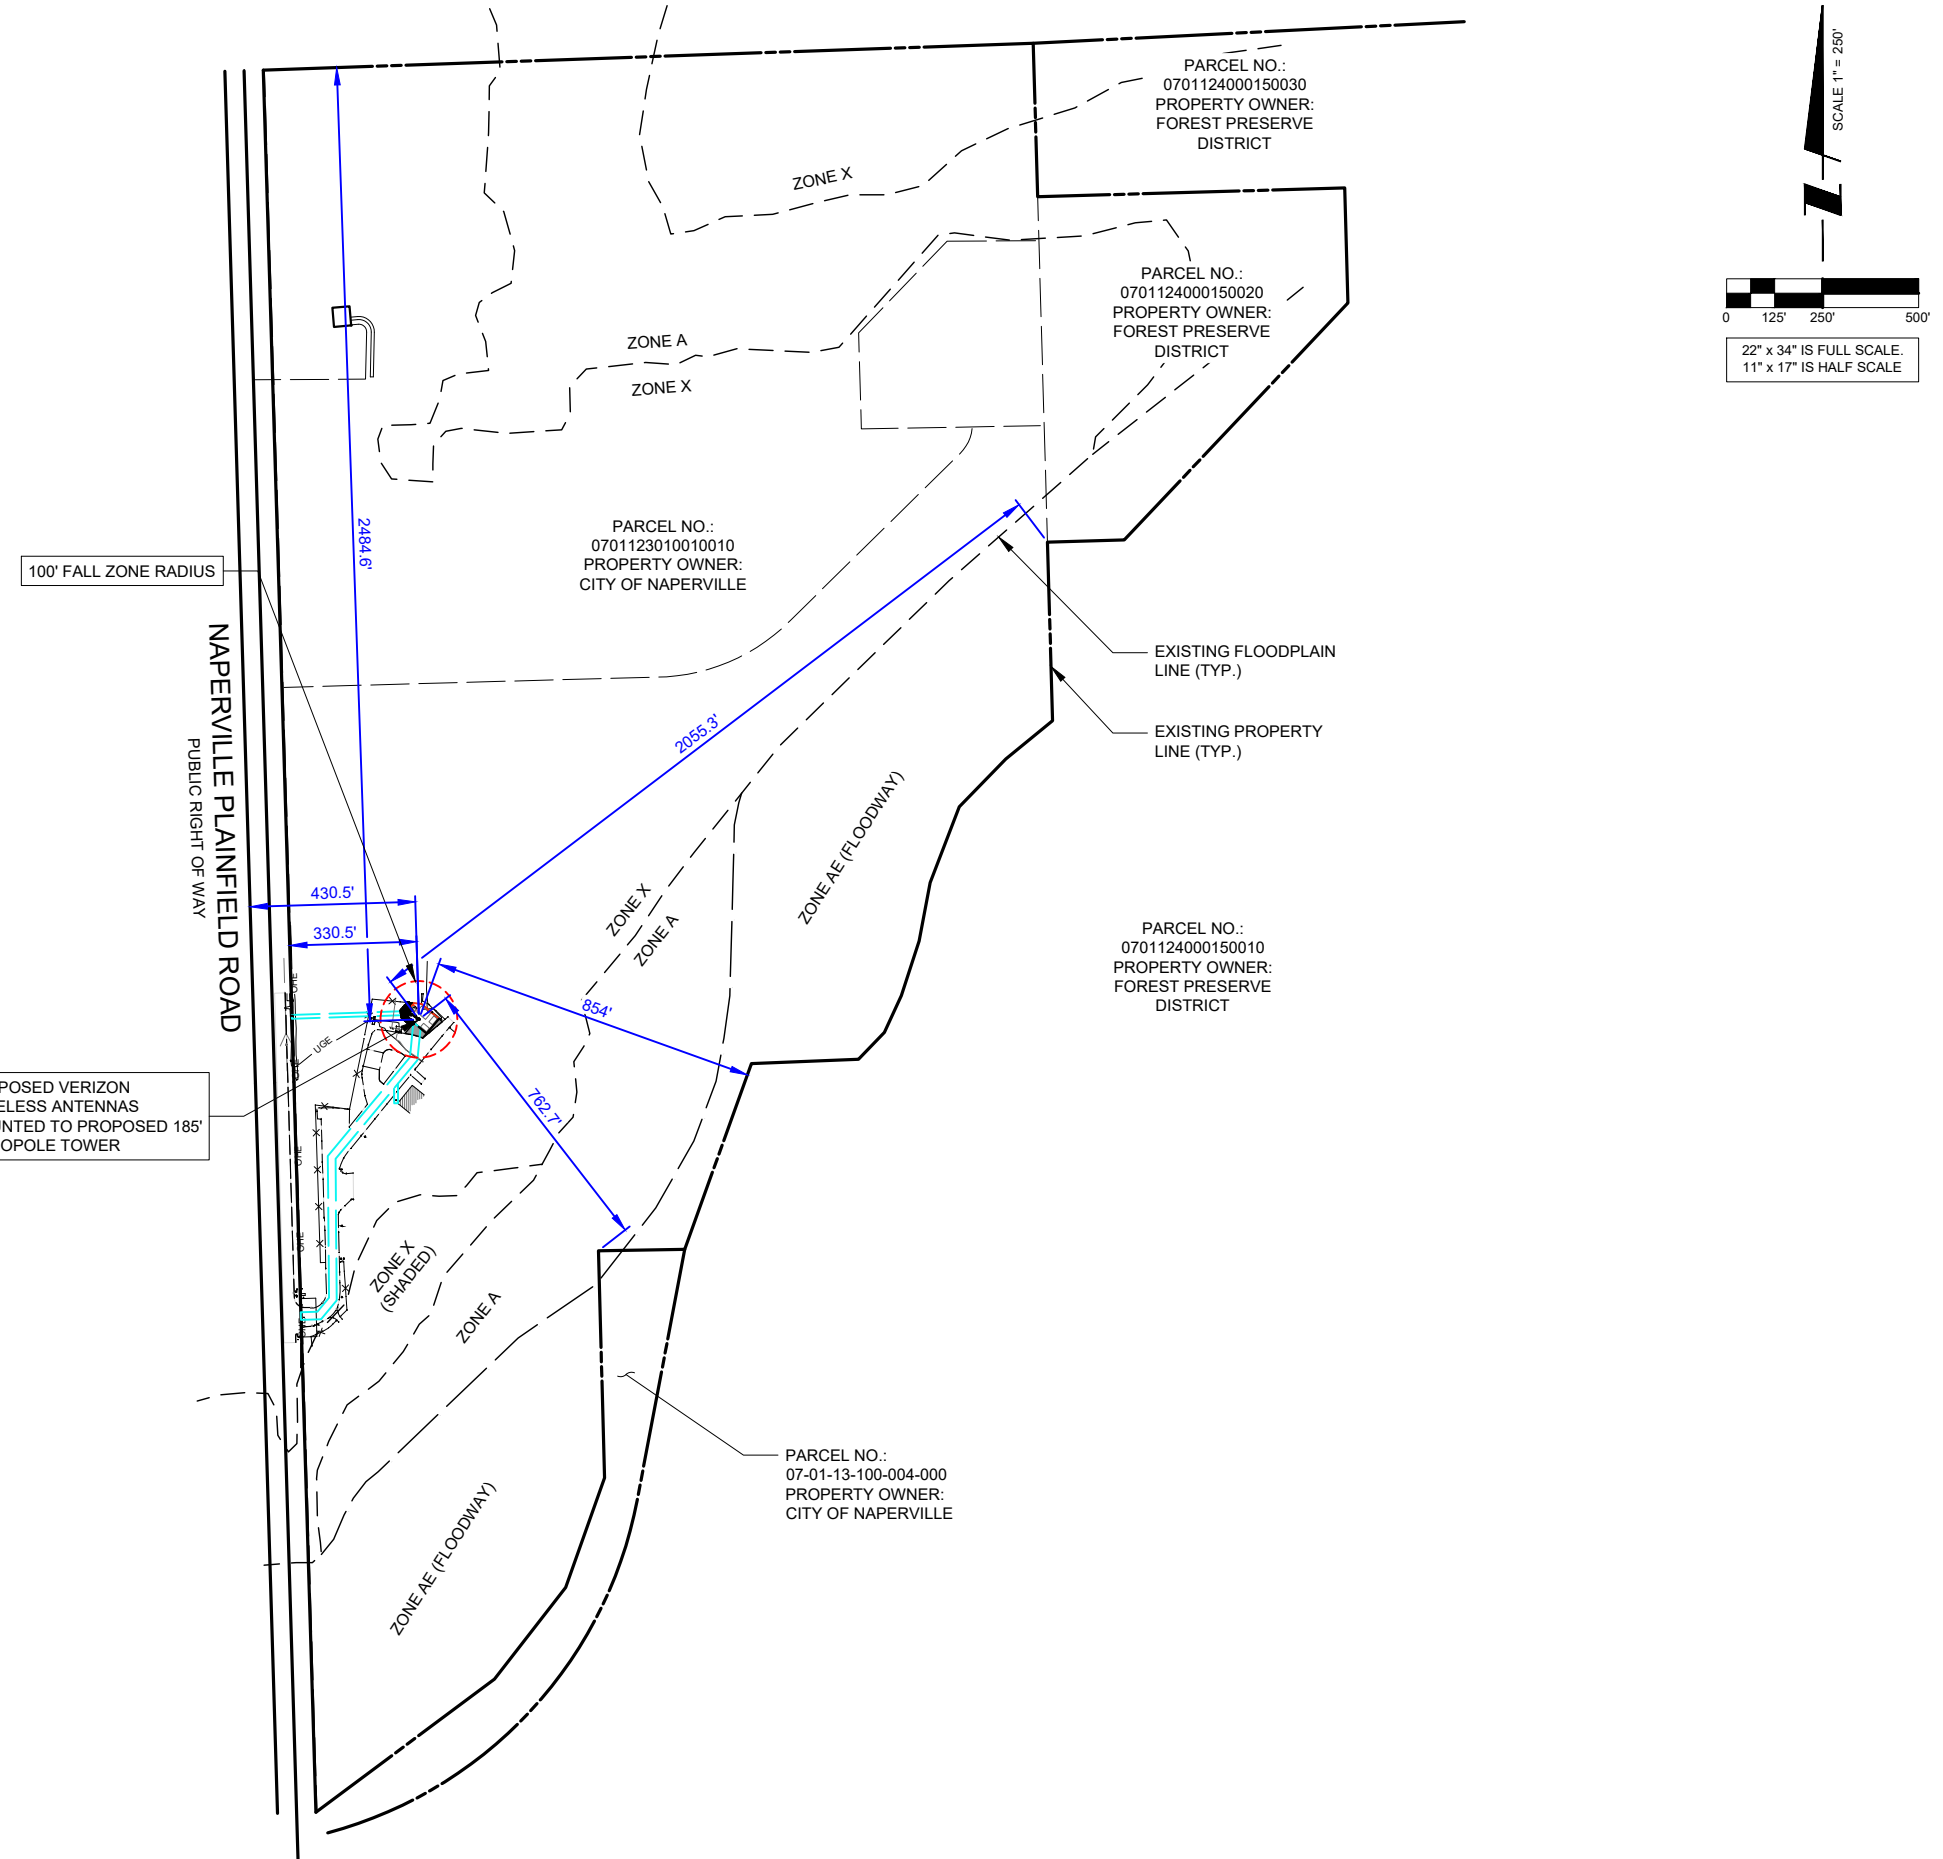 PARCEL NO.:
0701124000150030
PROPERTY OWNER:
FOREST PRESERVE
DISTRICT
SCALE 1" = 250'
0 125' 250' 500'
22" x 34" IS FULL SCALE.
11" x 17" IS HALF SCALE
ZONE X
PARCEL NO.:
0701124000150020
PROPERTY OWNER:
FOREST PRESERVE
DISTRICT
ZONE A
ZONE X
2484.6'
PARCEL NO.:
0701123010010010
PROPERTY OWNER:
CITY OF NAPERVILLE
100' FALL ZONE RADIUS
NAPERVILLE PLAINFIELD ROAD
PUBLIC RIGHT OF WAY
EXISTING FLOODPLAIN
LINE (TYP.)
2055.3'
EXISTING PROPERTY
LINE (TYP.)
ZONE AE (FLOODWAY)
430.5'
330.5'
ZONE X
ZONE A
PARCEL NO.:
0701124000150010
PROPERTY OWNER:
FOREST PRESERVE
DISTRICT
OHE
854'
UGE
OHE
POSED VERIZON
ELESS ANTENNAS
UNTED TO PROPOSED 185'
OPOLE TOWER
762.7'
OHE
OHE
ZONE X
(SHADED)
ZONE A
OHE
PARCEL NO.:
07-01-13-100-004-000
PROPERTY OWNER:
CITY OF NAPERVILLE
ZONE AE (FLOODWAY)